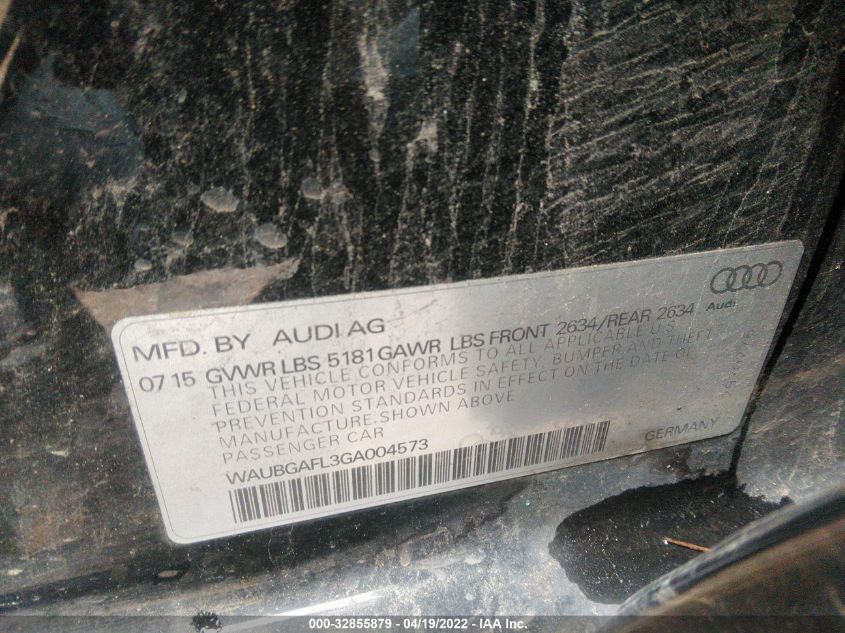 MFD. BY AUDI AG
Audi
07 15 GVWR LBS 5181 GAWR LBS FRONT 2634/REAR 2634
THIS VEHICLE CONFORMS TO ALL APPLICABLE U.S.
FEDERAL MOTOR VEHICLE SAFETY, BUMPER AND THEFT
PREVENTION STANDARDS IN EFFECT ON THE DATE OF
MANUFACTURE SHOWN ABOVE
PASSENGER CAR
WAUBGAFL3GA004573
GERMANY
000-32855879 - 04/19/2022 - IAA Inc.